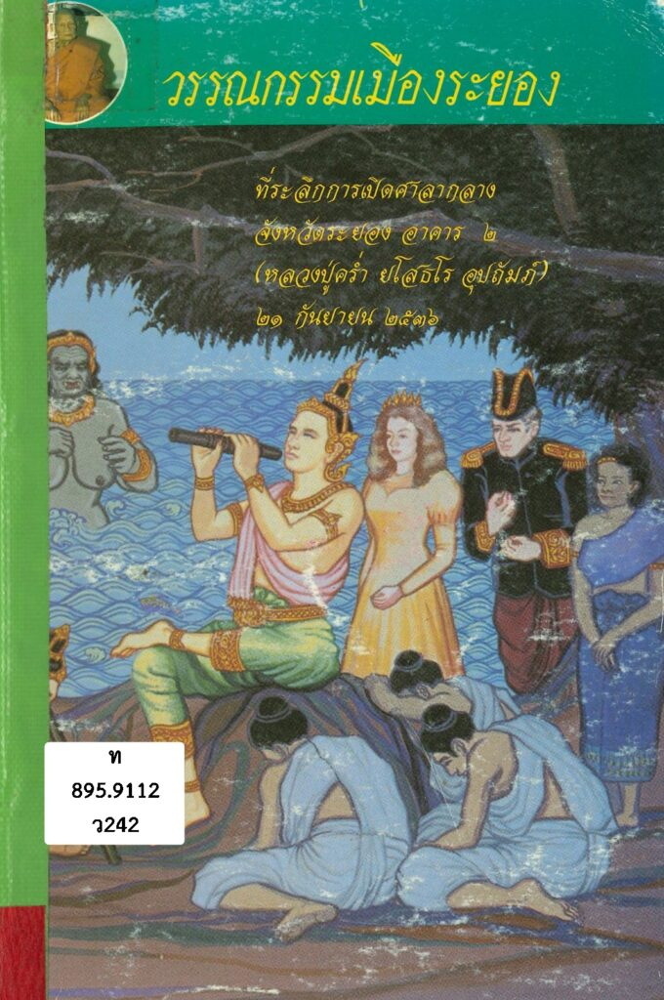 วรรณกรรมเมืองระยอง
ที่ระลึกการเปิดศาลากลาง
จังหวัดระยอง อาคาร ๒
(หลวงปู่คร่ำ ยโสธโร อุปถัมภ์)
๒๑ กันยายน ๒๕๓๖
ท
895.9112
ว242